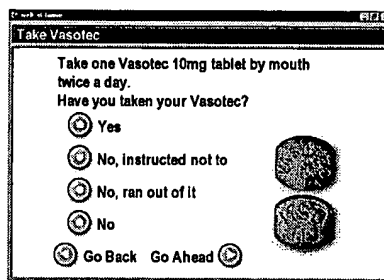 Take Vasotec
Take one Vasotec 10mg tablet by mouth
twice a day.
Have you taken your Vasotec?
Yes
No, instructed not to
No, ran out of it
No
Go Back Go Ahead